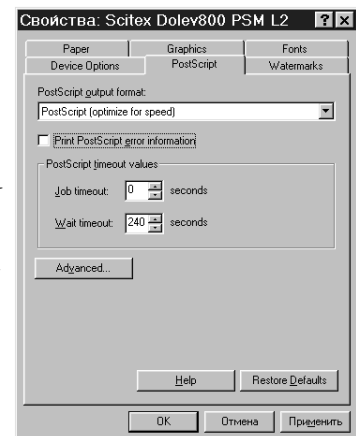 Свойства: Scitex Dolev800 PSM L2
Paper Graphics Fonts
Device Options PostScript Watermarks
PostScript output format:
PostScript (optimize for speed)
Print PostScript error information
PostScript timeout values
Job timeout: 0 seconds
Wait timeout: 240 seconds
Advanced...
Help Restore Defaults
OK Отмена Применить